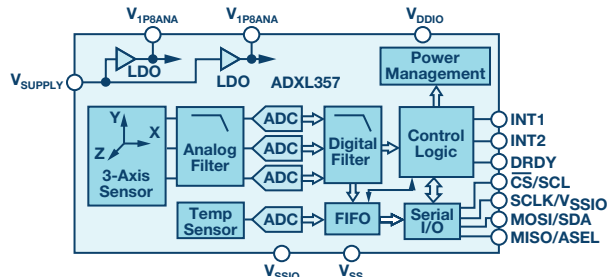 V1P8ANA
V1P8ANA
VDDIO
VSUPPLY
LDO
LDO
ADXL357
Power
Management
Y
X
Z
3-Axis
Sensor
Analog
Filter
ADC
ADC
ADC
Digital
Filter
Control
Logic
INT1
INT2
DRDY
CS/SCL
SCLK/VSSIO
MOSI/SDA
MISO/ASEL
Temp
Sensor
ADC
FIFO
Serial
I/O
VSSIO
VSS